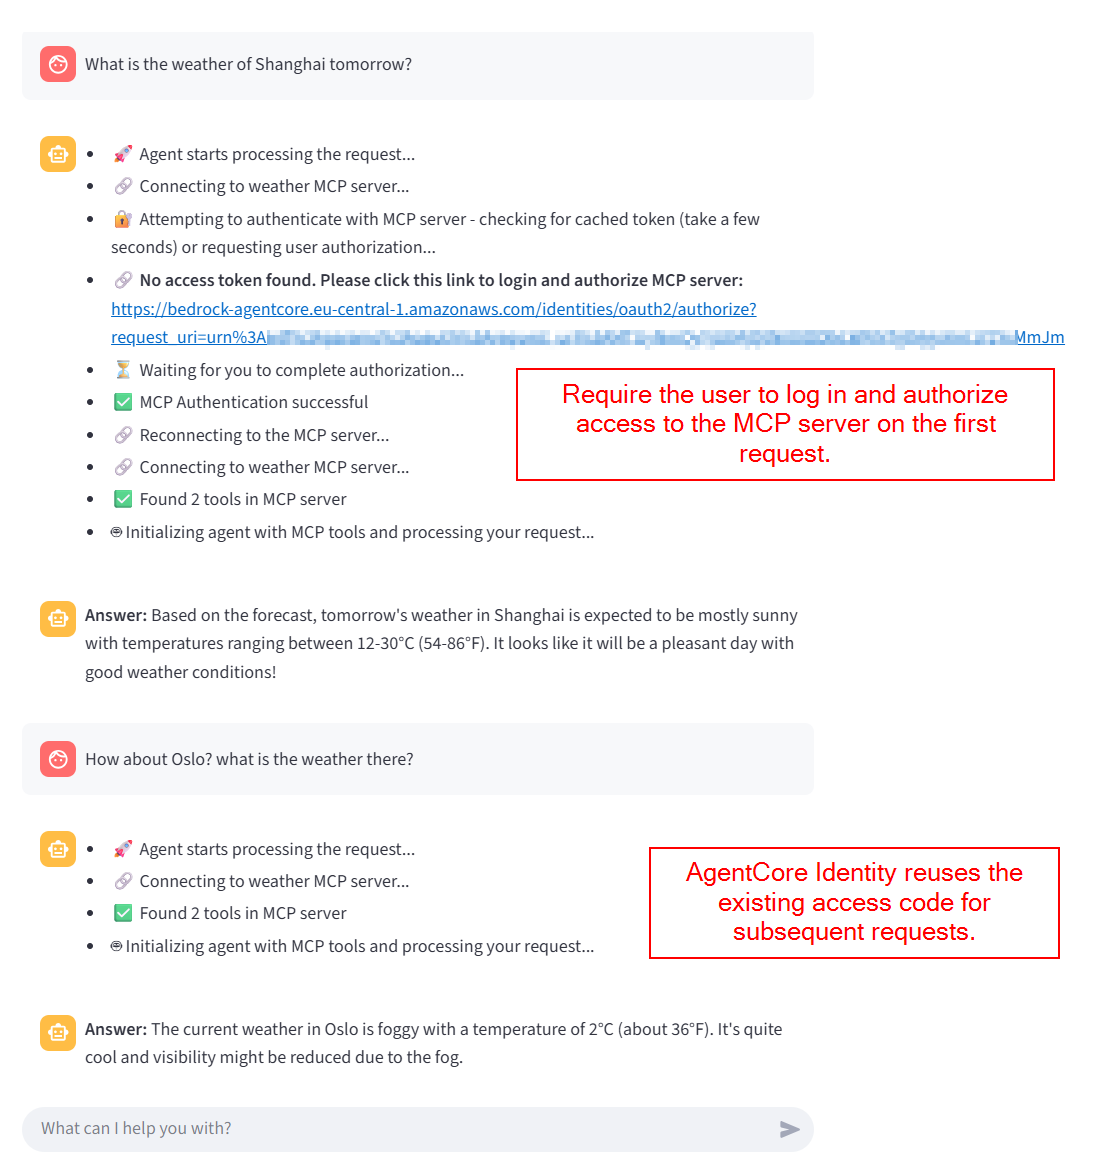 What is the weather of Shanghai tomorrow?
🚀 Agent starts processing the request...
🔗 Connecting to weather MCP server...
🔐 Attempting to authenticate with MCP server - checking for cached token (take a few
seconds) or requesting user authorization...
🔗 No access token found. Please click this link to login and authorize MCP server:
https://bedrock-agentcore.eu-central-1.amazonaws.com/identities/oauth2/authorize?
request_uri=urn%3A
MmJm
⏳ Waiting for you to complete authorization...
✅ MCP Authentication successful
🔗 Reconnecting to the MCP server...
🔗 Connecting to weather MCP server...
✅ Found 2 tools in MCP server
Initializing agent with MCP tools and processing your request...
Require the user to log in and authorize
access to the MCP server on the first
request.
Answer: Based on the forecast, tomorrow's weather in Shanghai is expected to be mostly sunny
with temperatures ranging between 12-30°C (54-86°F). It looks like it will be a pleasant day with
good weather conditions!
How about Oslo? what is the weather there?
🚀 Agent starts processing the request...
🔗 Connecting to weather MCP server...
✅ Found 2 tools in MCP server
Initializing agent with MCP tools and processing your request...
AgentCore Identity reuses the
existing access code for
subsequent requests.
Answer: The current weather in Oslo is foggy with a temperature of 2°C (about 36°F). It's quite
cool and visibility might be reduced due to the fog.
What can I help you with?